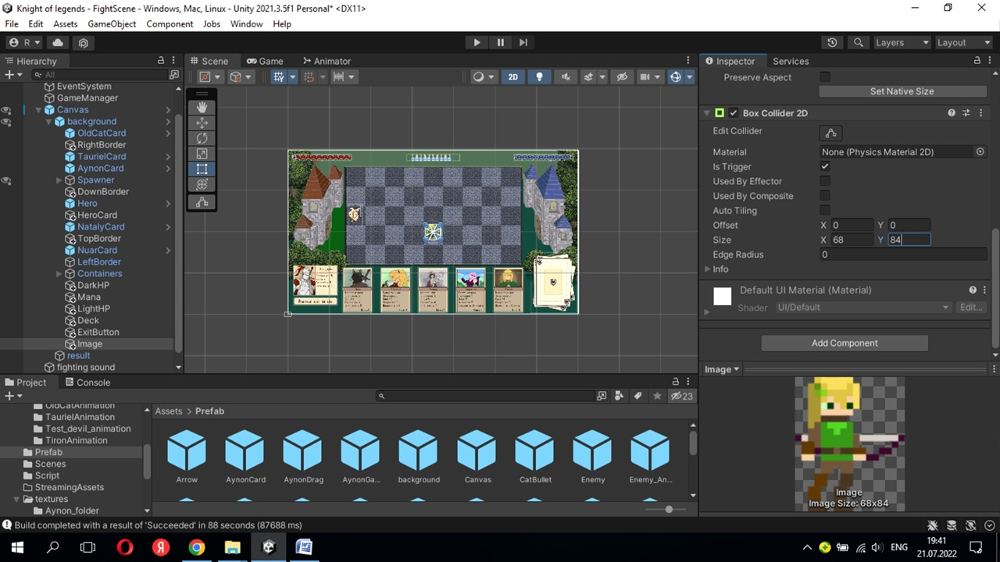 Knight of legends - FightScene - Windows, Mac, Linux - Unity 2021.3.5f1 Personal* <DX11>
File Edit Assets GameObject Component Jobs Window Help
R Layers Layout
Hierarchy
All
EventSystem
GameManager
Canvas
background
OldCatCard
RightBorder
TaurielCard
AynonCard
Spawner
DownBorder
Hero
HeroCard
NatalyCard
TopBorder
NuarCard
LeftBorder
Containers
DarkHP
Mana
LightHP
Deck
ExitButton
Image
result
fighting sound
Scene Game Animator
2D
Inspector Services
Preserve Aspect
Set Native Size
Box Collider 2D
Edit Collider
Material None (Physics Material 2D)
Is Trigger
Used By Effector
Used By Composite
Auto Tiling
Offset X 0 Y 0
Size X 68 Y 84
Edge Radius 0
Info
Default UI Material (Material)
Shader UI/Default Edit...
Add Component
Image
Image
Image Size: 68x84
Project Console
23
OldCatAnimation
TaurielAnimation
Test_devil_animation
TironAnimation
Prefab
Scenes
Script
StreamingAssets
textures
Aynon_folder
Assets > Prefab
Arrow AynonCard AynonDrag AynonGa... background Canvas CatBullet Enemy Enemy_An...
Build completed with a result of 'Succeeded' in 88 seconds (87688 ms)
Я ENG 19:41
21.07.2022